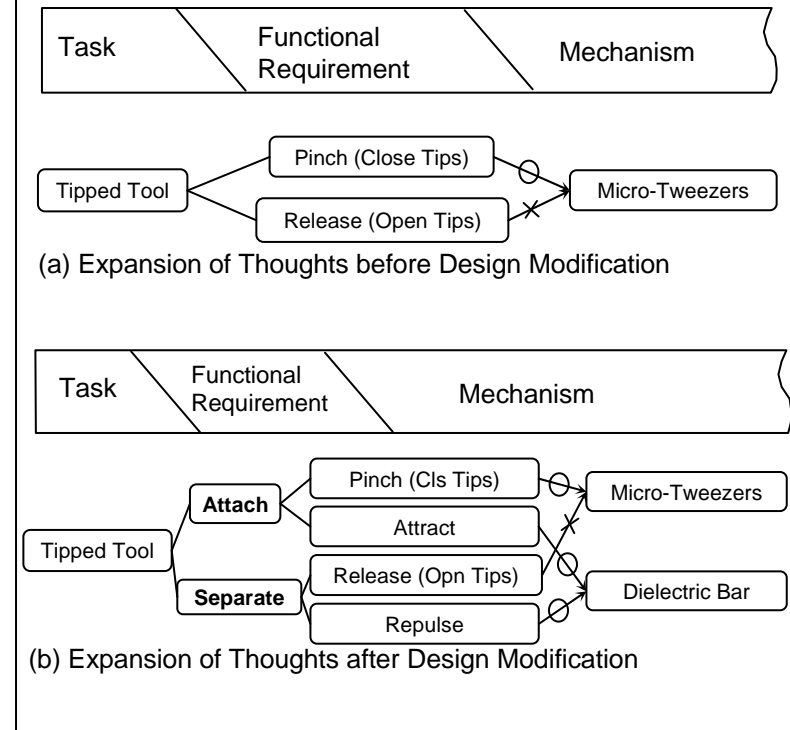 Task
Functional
Requirement
Mechanism
Tipped Tool
Pinch (Close Tips)
Release (Open Tips)
Micro-Tweezers
(a) Expansion of Thoughts before Design Modification
Task
Functional
Requirement
Mechanism
Tipped Tool
Attach
Separate
Pinch (Cls Tips)
Attract
Release (Opn Tips)
Repulse
Micro-Tweezers
Dielectric Bar
(b) Expansion of Thoughts after Design Modification